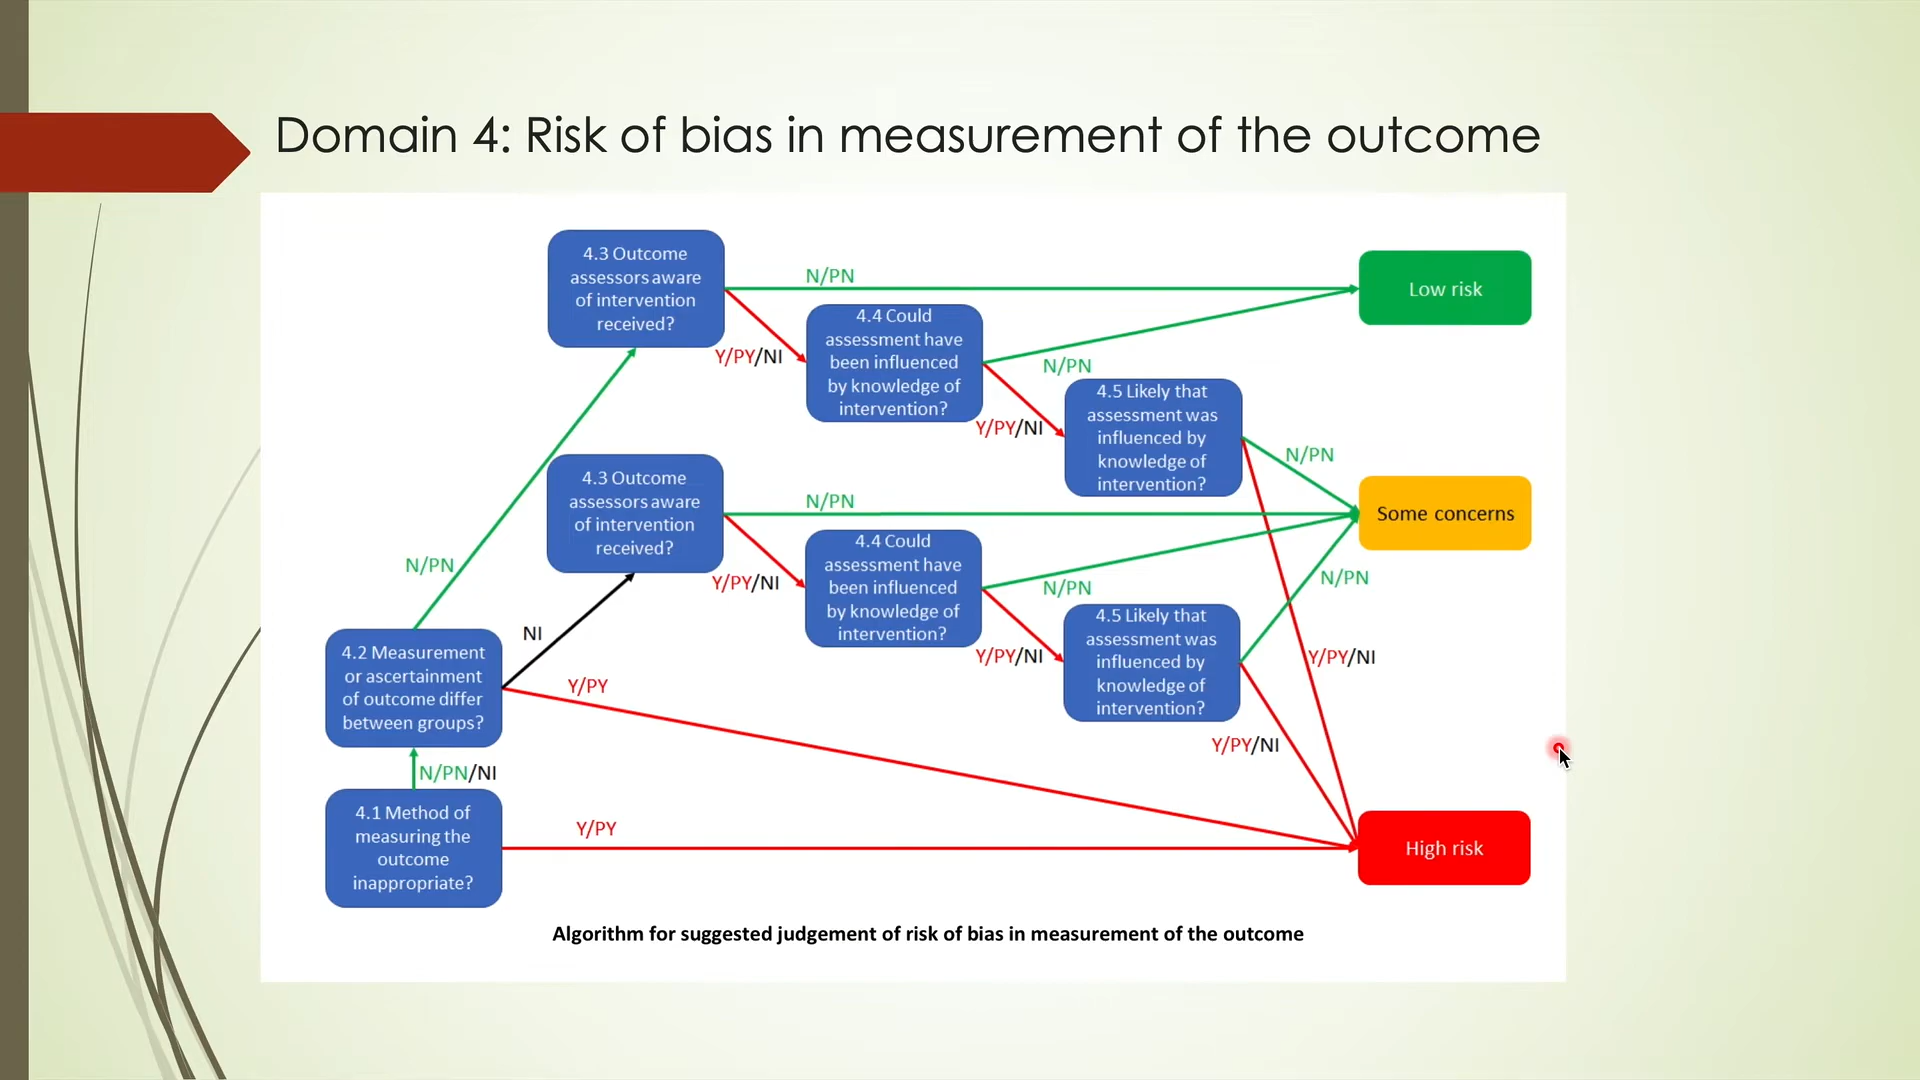 Domain 4: Risk of bias in measurement of the outcome
4.3 Outcome
assessors aware
of intervention
received?
N/PN
Low risk
Y/PY/NI
4.4 Could
assessment have
been influenced
by knowledge of
intervention?
N/PN
Y/PY/NI
4.5 Likely that
assessment was
influenced by
knowledge of
intervention?
N/PN
Some concerns
4.3 Outcome
assessors aware
of intervention
received?
N/PN
Y/PY/NI
4.4 Could
assessment have
been influenced
by knowledge of
intervention?
N/PN
Y/PY/NI
4.5 Likely that
assessment was
influenced by
knowledge of
intervention?
N/PN
Y/PY/NI
Y/PY/NI
N/PN
NI
4.2 Measurement
or ascertainment
of outcome differ
between groups?
Y/PY
N/PN/NI
4.1 Method of
measuring the
outcome
inappropriate?
Y/PY
High risk
Algorithm for suggested judgement of risk of bias in measurement of the outcome